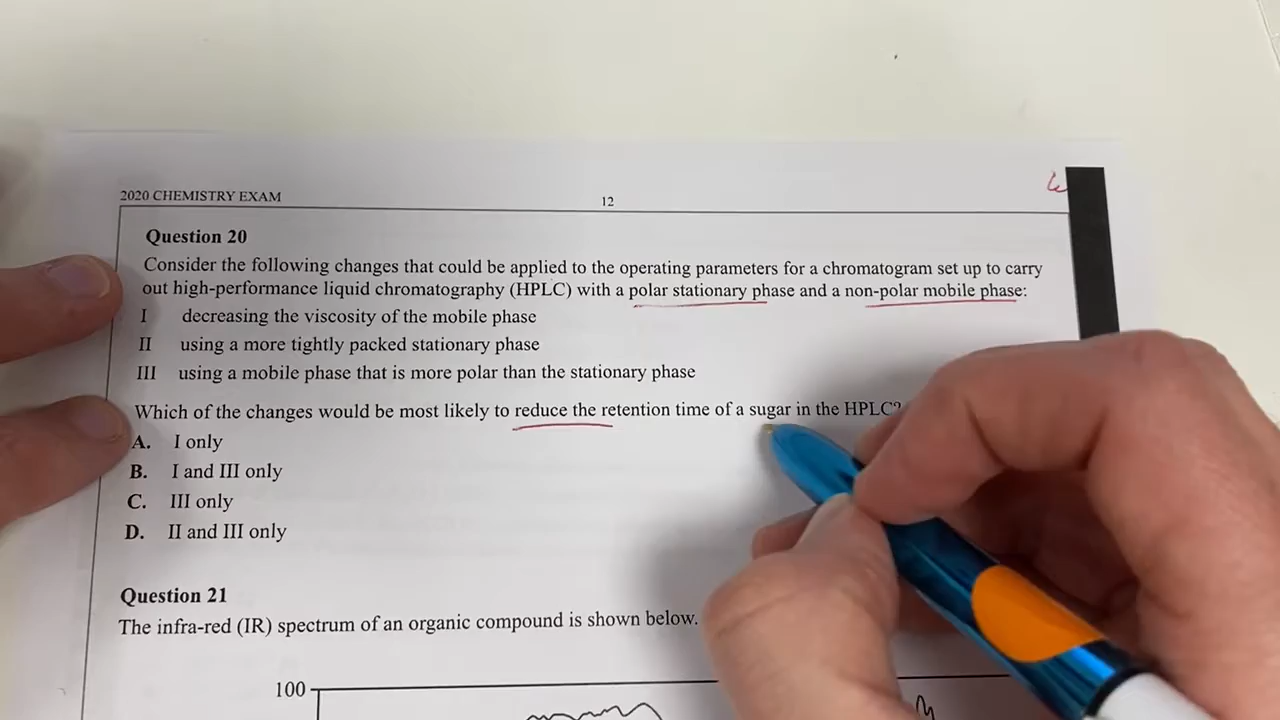 2020 CHEMISTRY EXAM
12
Question 20
Consider the following changes that could be applied to the operating parameters for a chromatogram set up to carry
out high-performance liquid chromatography (HPLC) with a polar stationary phase and a non-polar mobile phase:
I decreasing the viscosity of the mobile phase
II using a more tightly packed stationary phase
III using a mobile phase that is more polar than the stationary phase
Which of the changes would be most likely to reduce the retention time of a sugar in the HPLC?
A. I only
B. I and III only
C. III only
D. II and III only
Question 21
The infra-red (IR) spectrum of an organic compound is shown below.
100